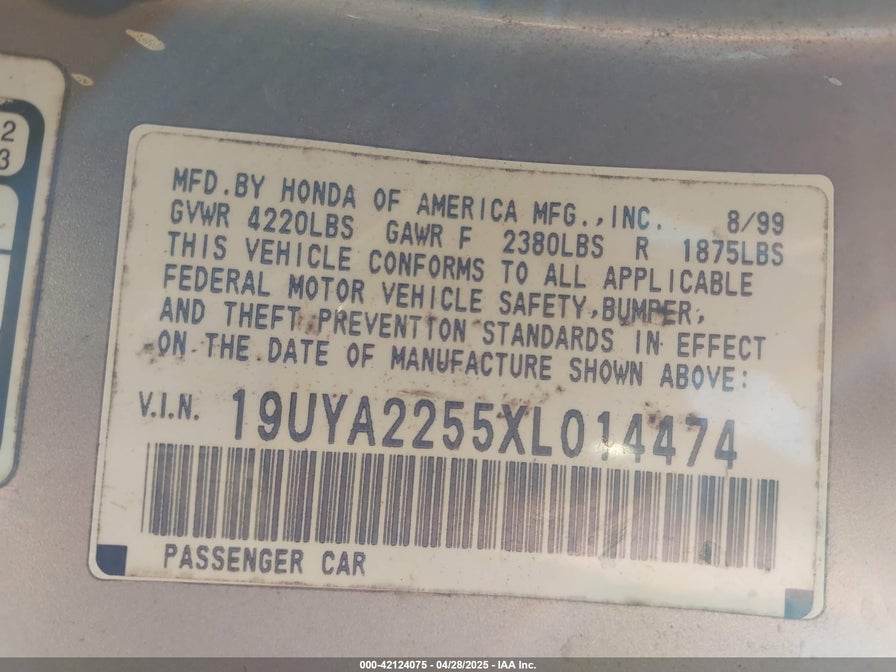 2
3
MFD.BY HONDA OF AMERICA MFG.,INC. 8/99
GVWR 4220LBS GAWR F 2380LBS R 1875LBS
THIS VEHICLE CONFORMS TO ALL APPLICABLE
FEDERAL MOTOR VEHICLE SAFETY,BUMPER,
AND THEFT PREVENTION STANDARDS IN EFFECT
ON THE DATE OF MANUFACTURE SHOWN ABOVE:
V.I.N. 19UYA2255XL014474
PASSENGER CAR
000-42124075 - 04/28/2025 - IAA Inc.